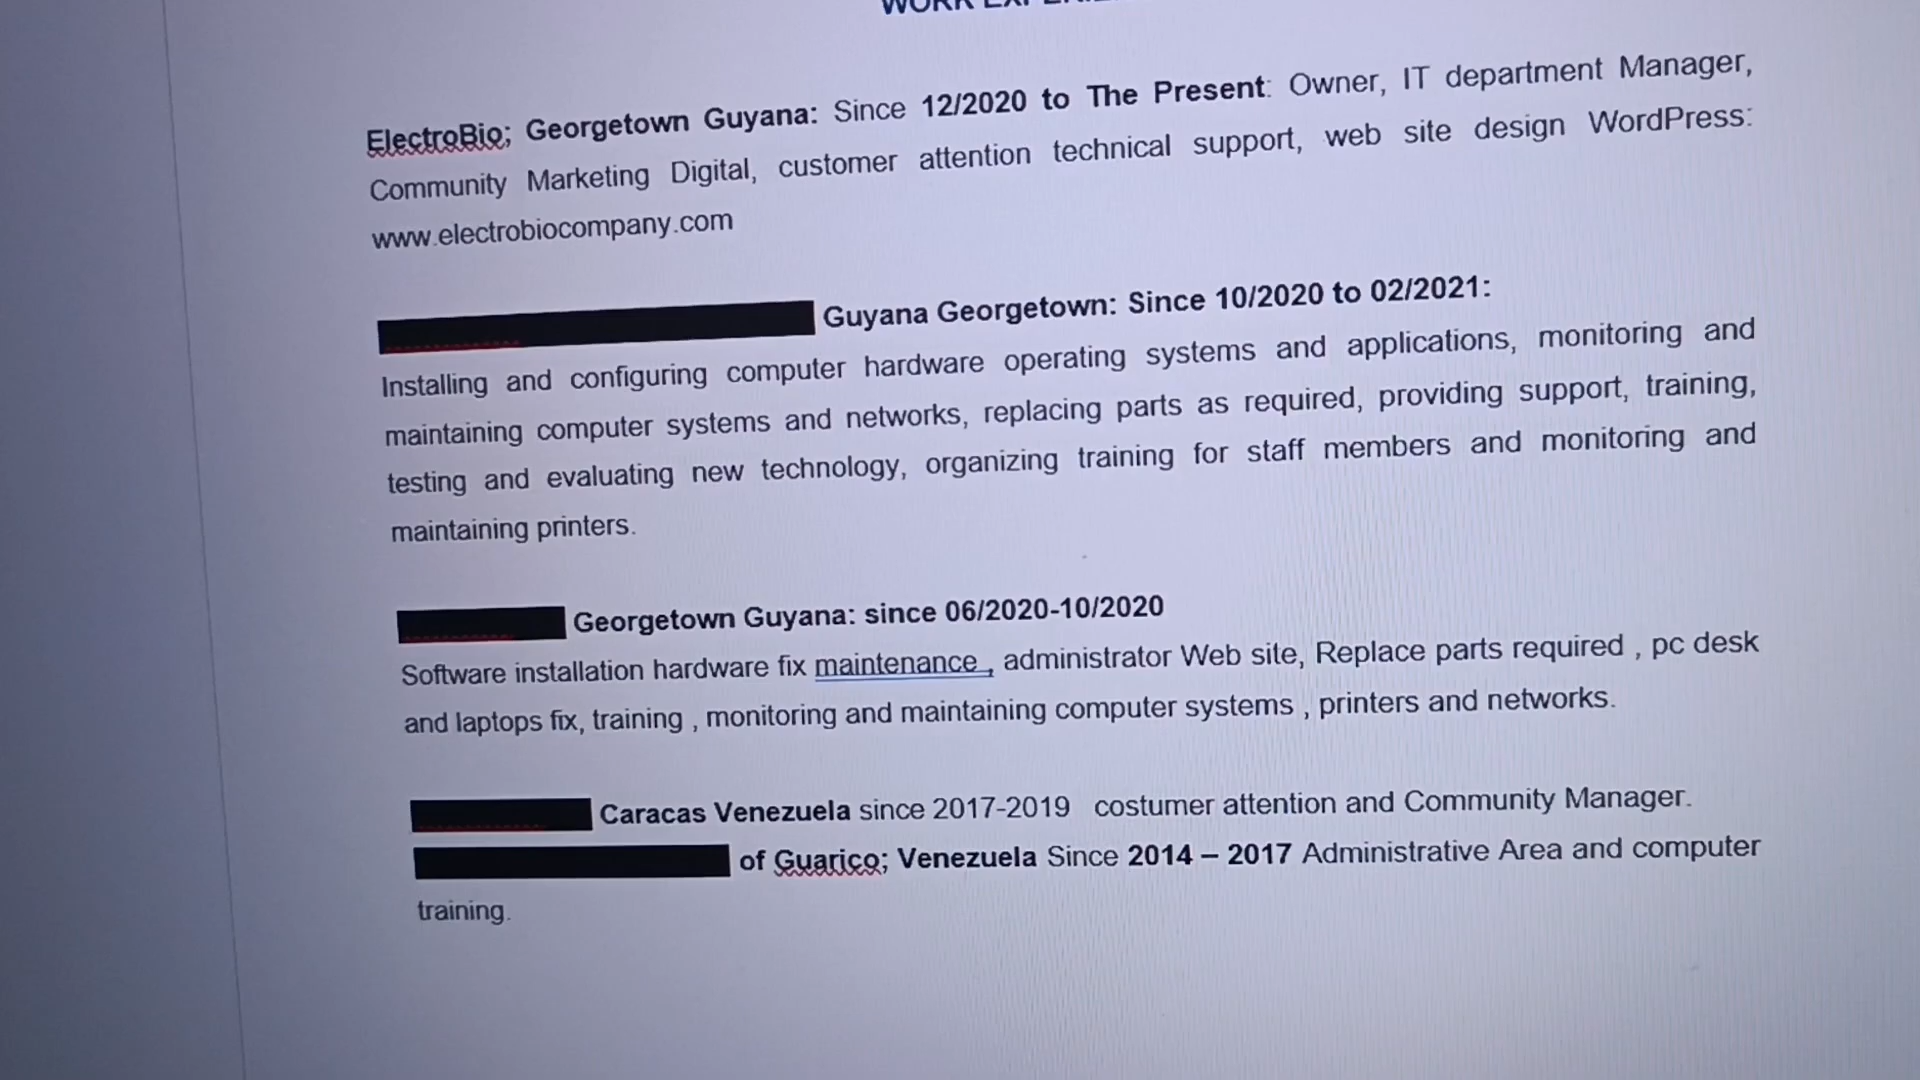 WORK EXPERIE
ElectroBio; Georgetown Guyana: Since 12/2020 to The Present: Owner, IT department Manager,
Community Marketing Digital, customer attention technical support, web site design WordPress:
www.electrobiocompany.com
Guyana Georgetown: Since 10/2020 to 02/2021:
Installing and configuring computer hardware operating systems and applications, monitoring and
maintaining computer systems and networks, replacing parts as required, providing support, training,
testing and evaluating new technology, organizing training for staff members and monitoring and
maintaining printers.
Georgetown Guyana: since 06/2020-10/2020
Software installation hardware fix maintenance , administrator Web site, Replace parts required , pc desk
and laptops fix, training , monitoring and maintaining computer systems , printers and networks.
Caracas Venezuela since 2017-2019 costumer attention and Community Manager.
of Guarico; Venezuela Since 2014 – 2017 Administrative Area and computer
training.